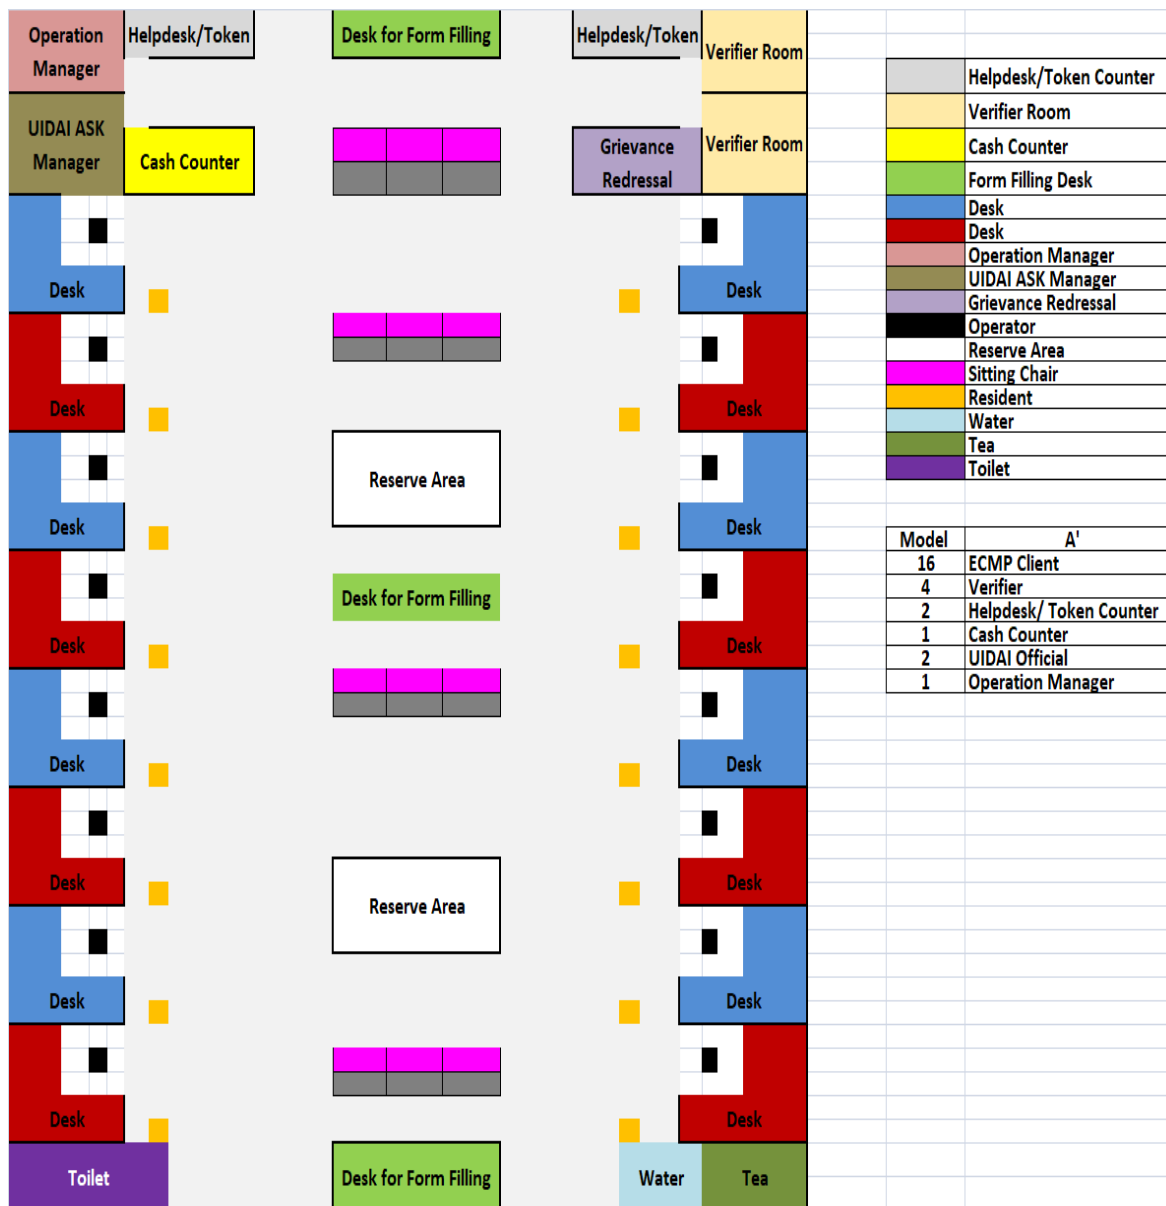 Operation
Manager
Helpdesk/Token
Desk for Form Filling
Helpdesk/Token
Verifier Room
UIDAI ASK
Manager
Cash Counter
Grievance
Redressal
Verifier Room
Desk
Desk
Desk
Desk
Desk
Desk
Reserve Area
Desk
Desk
Desk for Form Filling
Desk
Desk
Desk
Desk
Desk
Desk
Reserve Area
Desk
Desk
Desk
Desk
Toilet
Desk for Form Filling
Water
Tea
Helpdesk/Token Counter
Verifier Room
Cash Counter
Form Filling Desk
Desk
Desk
Operation Manager
UIDAI ASK Manager
Grievance Redressal
Operator
Reserve Area
Sitting Chair
Resident
Water
Tea
Toilet
Model A'
16 ECMP Client
4 Verifier
2 Helpdesk/ Token Counter
1 Cash Counter
2 UIDAI Official
1 Operation Manager